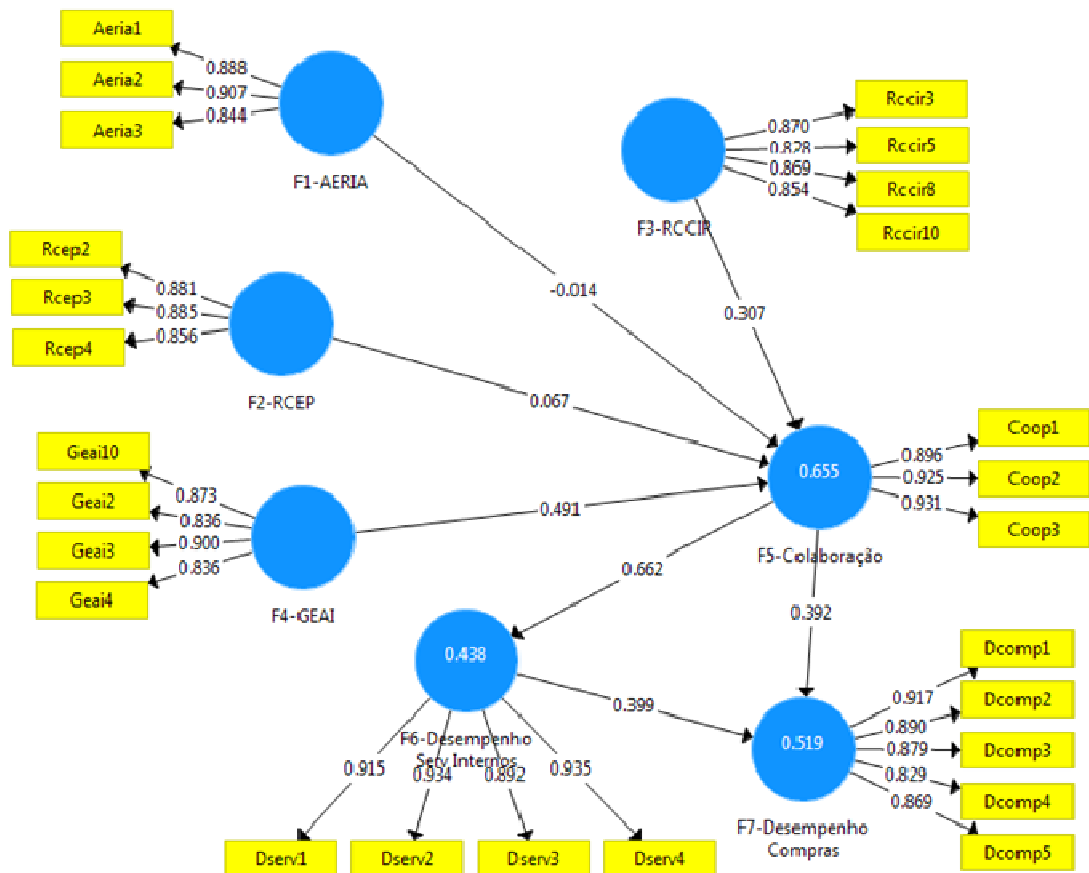 Aeria1
0.888
Aeria2
0.907
Aeria3
0.844
F1-AERIA
Rccir3
0.870
Rccir5
0.828
0.869
Rccir8
0.854
Rccir10
F3-RCCIR
Rcep2
0.881
Rcep3
0.885
Rcep4
0.856
F2-RCEP
-0.014
0.307
0.067
Geai10
0.873
Geai2
0.836
Geai3
0.900
Geai4
0.836
F4-GEAI
0.491
0.655
F5-Colaboração
Coop1
0.896
Coop2
0.925
Coop3
0.931
0.662
0.392
0.438
F6-Desempenho
Serv Internos
0.399
0.915
0.934
0.892
0.935
Dserv1
Dserv2
Dserv3
Dserv4
0.519
F7-Desempenho
Compras
Dcomp1
0.917
Dcomp2
0.890
Dcomp3
0.879
0.829
Dcomp4
0.869
Dcomp5